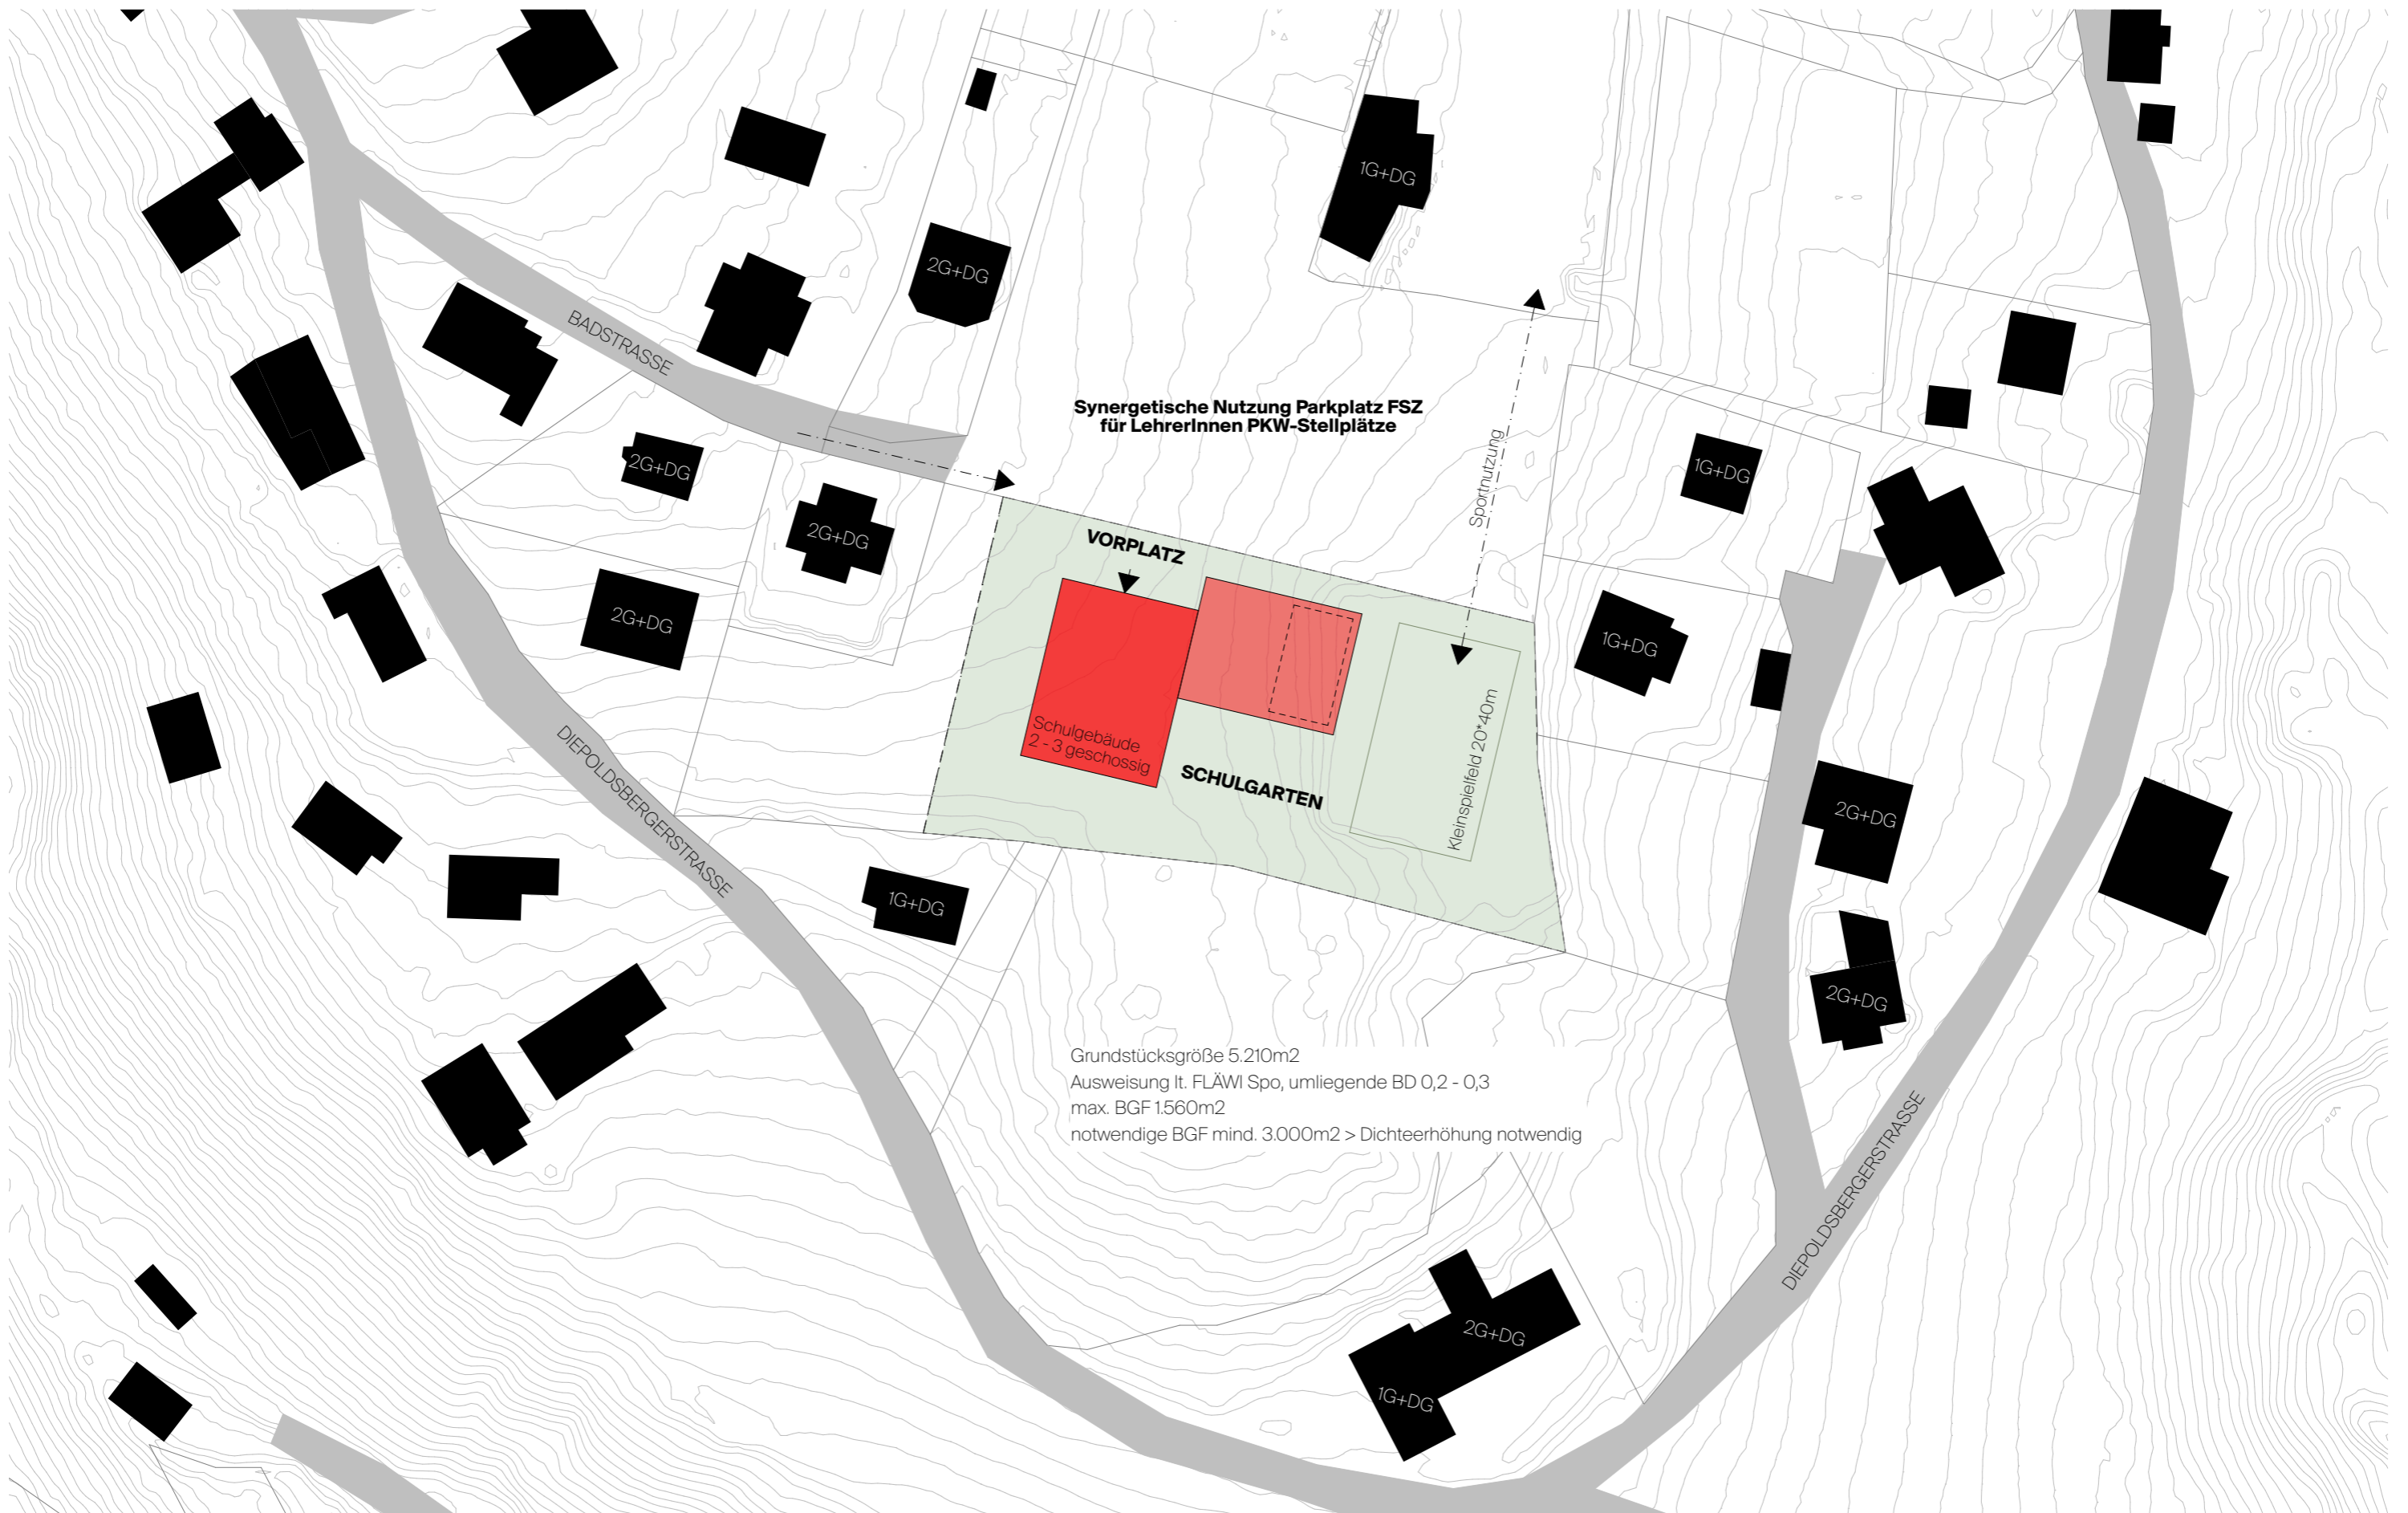 1G+DG
2G+DG
BADSTRASSE
Synergetische Nutzung Parkplatz FSZ
für LehrerInnen PKW-Stellplätze
Sportnutzung
2G+DG
1G+DG
2G+DG
VORPLATZ
2G+DG
1G+DG
Schulgebäude
2 - 3 geschossig
SCHULGARTEN
Kleinspielfeld 20*40m
DIEPOLDSBERGERSTRASSE
2G+DG
1G+DG
2G+DG
Grundstücksgröße 5.210m2
Ausweisung lt. FLÄWI Spo, umliegende BD 0,2 - 0,3
max. BGF 1.560m2
notwendige BGF mind. 3.000m2 > Dichteerhöhung notwendig
DIEPOLDSBERGERSTRASSE
2G+DG
1G+DG